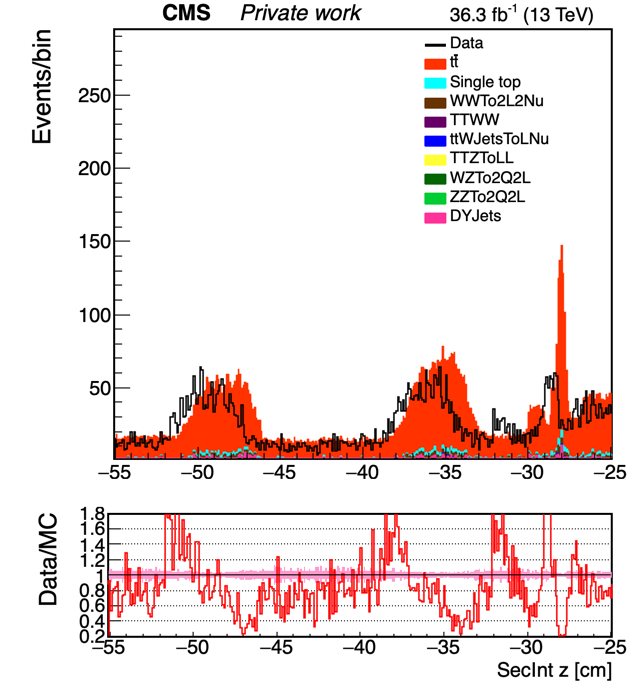 CMS Private work 36.3 fb⁻¹ (13 TeV)
Events/bin
250
200
150
100
50
Data
tt̄
Single top
WWTo2L2Nu
TTWW
ttWJetsToLNu
TTZToLL
WZTo2Q2L
ZZTo2Q2L
DYJets
−55 −50 −45 −40 −35 −30 −25
Data/MC
1.8
1.6
1.4
1.2
1
0.8
0.6
0.4
0.2
−55 −50 −45 −40 −35 −30 −25
SecInt z [cm]